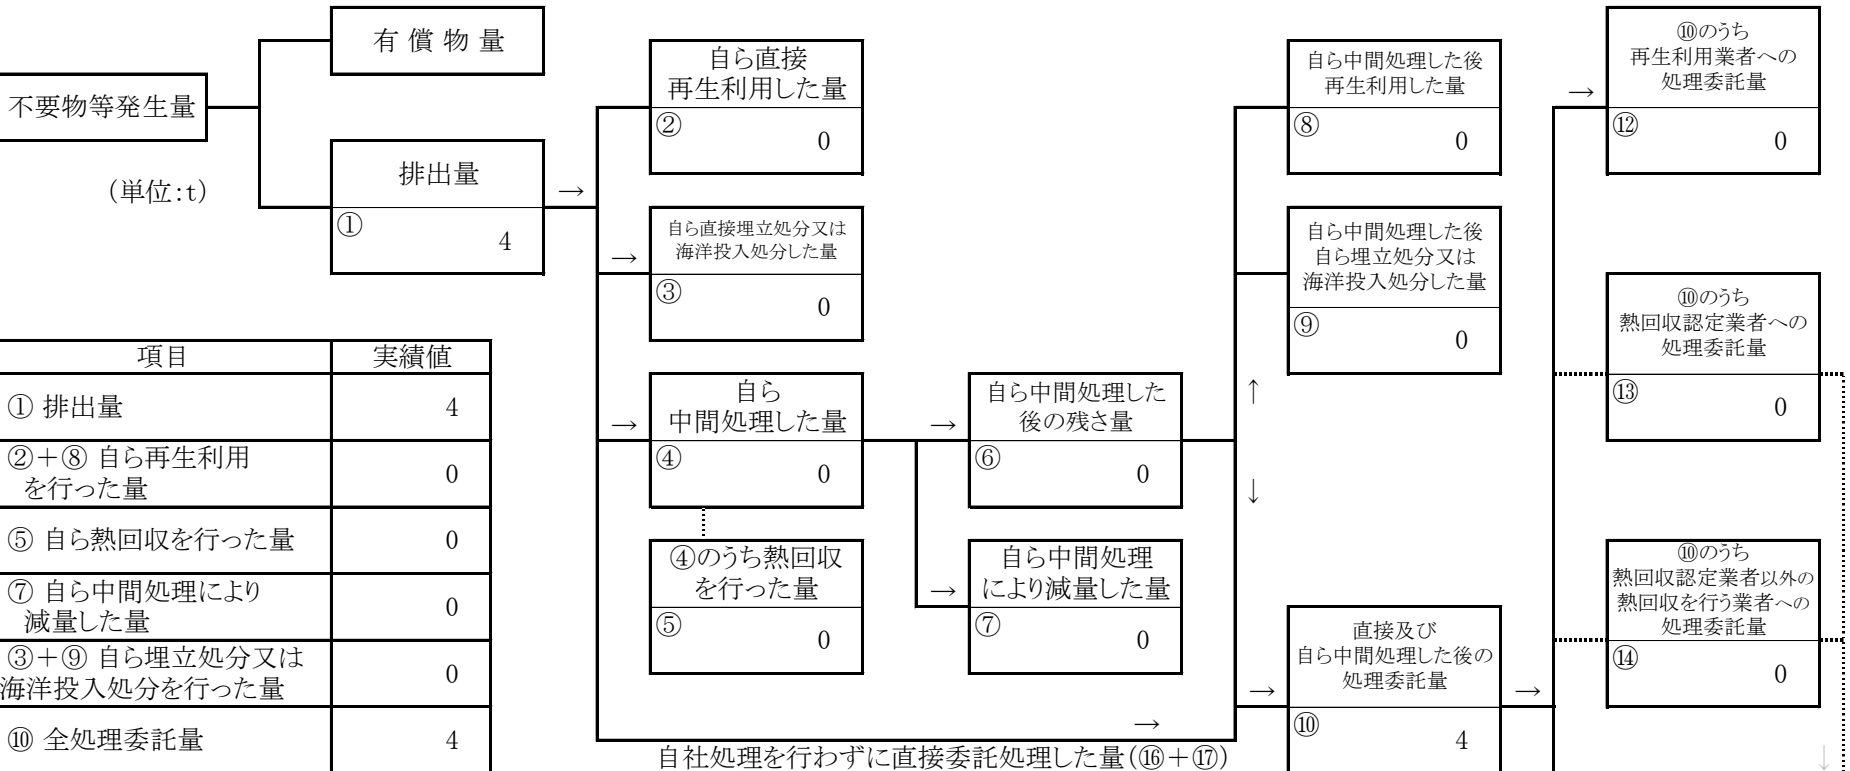 有 償 物 量
不要物等発生量
(単位:t)
排出量
①
4
→
自ら直接
再生利用した量
②
0
→
自ら直接埋立処分又は
海洋投入処分した量
③
0
→
自ら
中間処理した量
④
0
④のうち熱回収
を行った量
⑤
0
→
自ら中間処理した
後の残さ量
⑥
0
→
自ら中間処理
により減量した量
⑦
0
↑
↓
自ら中間処理した後
再生利用した量
⑧
0
自ら中間処理した後
自ら埋立処分又は
海洋投入処分した量
⑨
0
→
直接及び
自ら中間処理した後の
処理委託量
⑩
4
→
→
⑩のうち
再生利用業者への
処理委託量
⑫
0
⑩のうち
熱回収認定業者への
処理委託量
⑬
0
⑩のうち
熱回収認定業者以外の
熱回収を行う業者への
処理委託量
⑭
0
↓
→
自社処理を行わずに直接委託処理した量(⑯+⑰)
項目 実績値
① 排出量 4
②+⑧ 自ら再生利用
を行った量 0
⑤ 自ら熱回収を行った量 0
⑦ 自ら中間処理により
減量した量 0
③+⑨ 自ら埋立処分又は
海洋投入処分を行った量 0
⑩ 全処理委託量 4